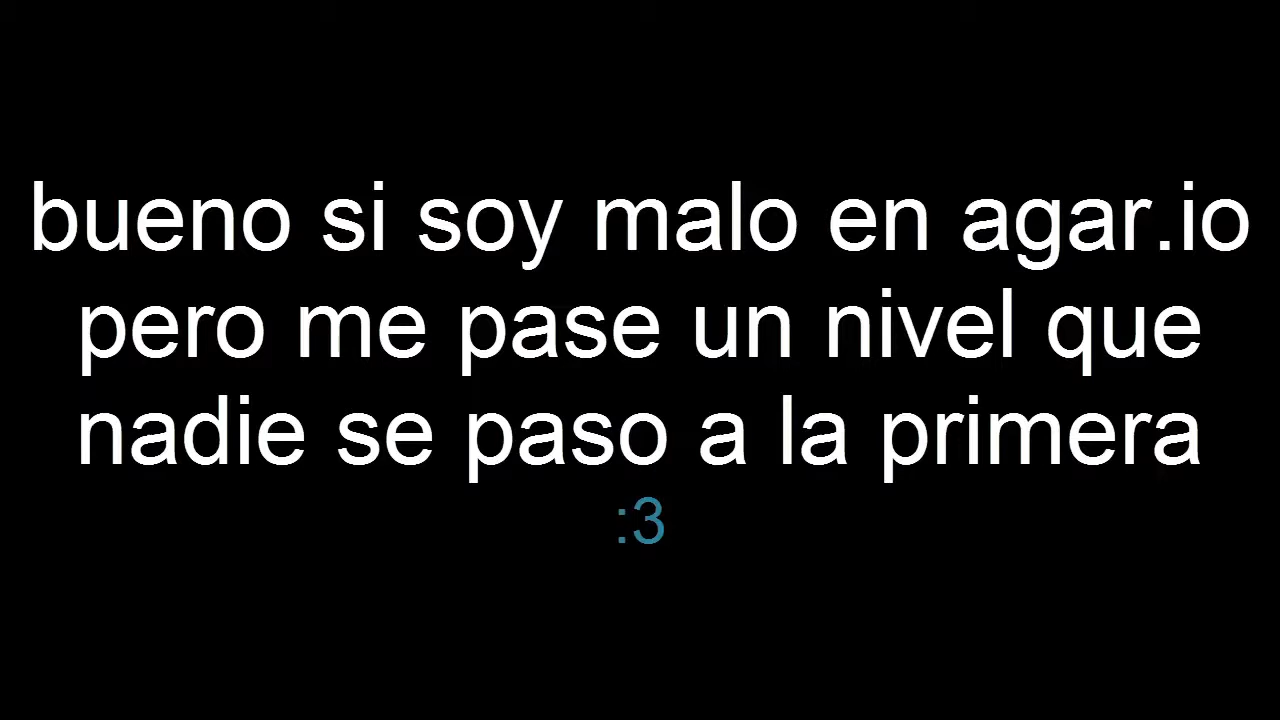 bueno si soy malo en agar.io
pero me pase un nivel que
nadie se paso a la primera
:3